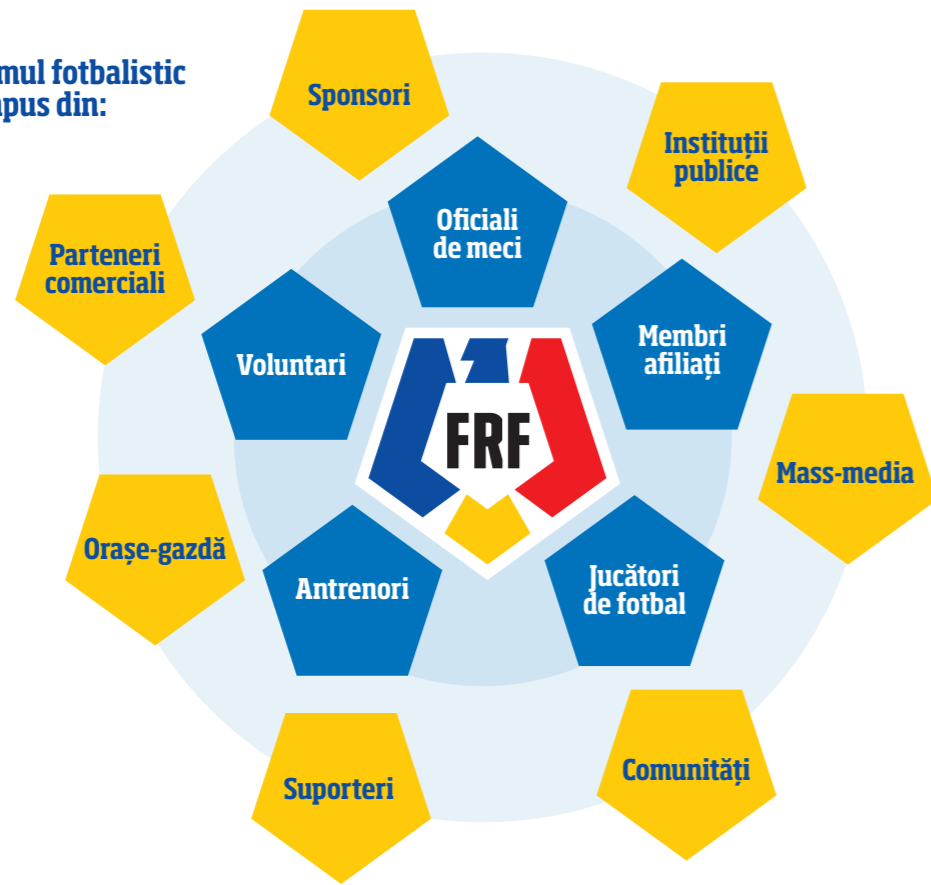 mul fotbalistic
pus din:
Sponsori
Instituții
publice
Oficiali
de meci
Parteneri
comerciali
Membri
afiliați
Voluntari
FRF
Mass-media
Orașe-gazdă
Antrenori
Jucători
de fotbal
Suporteri
Comunități